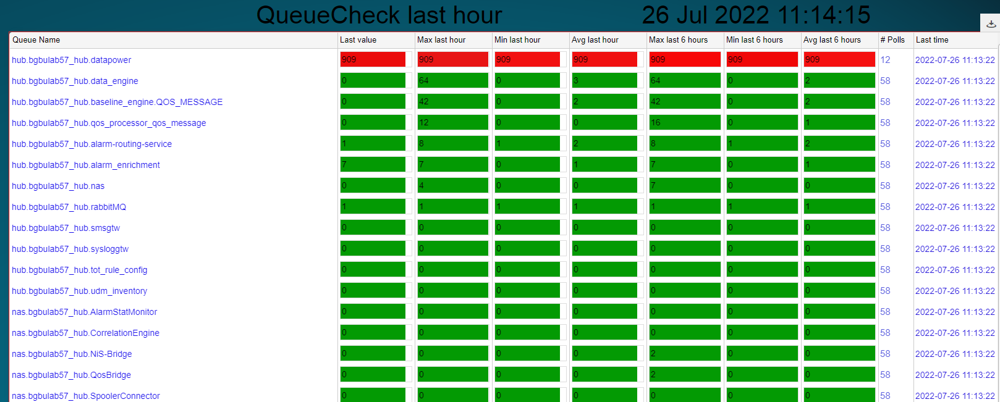 QueueCheck last hour 26 Jul 2022 11:14:15
Queue Name Last value Max last hour Min last hour Avg last hour Max last 6 hours Min last 6 hours Avg last 6 hours # Polls Last time
hub.bgbulab57_hub.datapower 909 909 909 909 909 909 909 12 2022-07-26 11:13:22
hub.bgbulab57_hub.data_engine 0 64 0 3 64 0 2 58 2022-07-26 11:13:22
hub.bgbulab57_hub.baseline_engine.QOS_MESSAGE 0 42 0 2 42 0 2 58 2022-07-26 11:13:22
hub.bgbulab57_hub.qos_processor_qos_message 0 12 0 0 16 0 1 58 2022-07-26 11:13:22
hub.bgbulab57_hub.alarm-routing-service 1 8 1 2 8 1 2 58 2022-07-26 11:13:22
hub.bgbulab57_hub.alarm_enrichment 7 7 0 1 7 0 1 58 2022-07-26 11:13:22
hub.bgbulab57_hub.nas 0 4 0 0 7 0 0 58 2022-07-26 11:13:22
hub.bgbulab57_hub.rabbitMQ 1 1 1 1 1 1 1 58 2022-07-26 11:13:22
hub.bgbulab57_hub.smsgtw 0 0 0 0 0 0 0 58 2022-07-26 11:13:22
hub.bgbulab57_hub.sysloggtw 0 0 0 0 0 0 0 58 2022-07-26 11:13:22
hub.bgbulab57_hub.tot_rule_config 0 0 0 0 0 0 0 58 2022-07-26 11:13:22
hub.bgbulab57_hub.udm_inventory 0 0 0 0 0 0 0 58 2022-07-26 11:13:22
nas.bgbulab57_hub.AlarmStatMonitor 0 0 0 0 0 0 0 58 2022-07-26 11:13:22
nas.bgbulab57_hub.CorrelationEngine 0 0 0 0 0 0 0 58 2022-07-26 11:13:22
nas.bgbulab57_hub.NiS-Bridge 0 0 0 0 2 0 0 58 2022-07-26 11:13:22
nas.bgbulab57_hub.QosBridge 0 0 0 0 2 0 0 58 2022-07-26 11:13:22
nas.bgbulab57_hub.SpoolerConnector 0 0 0 0 0 0 0 58 2022-07-26 11:13:22